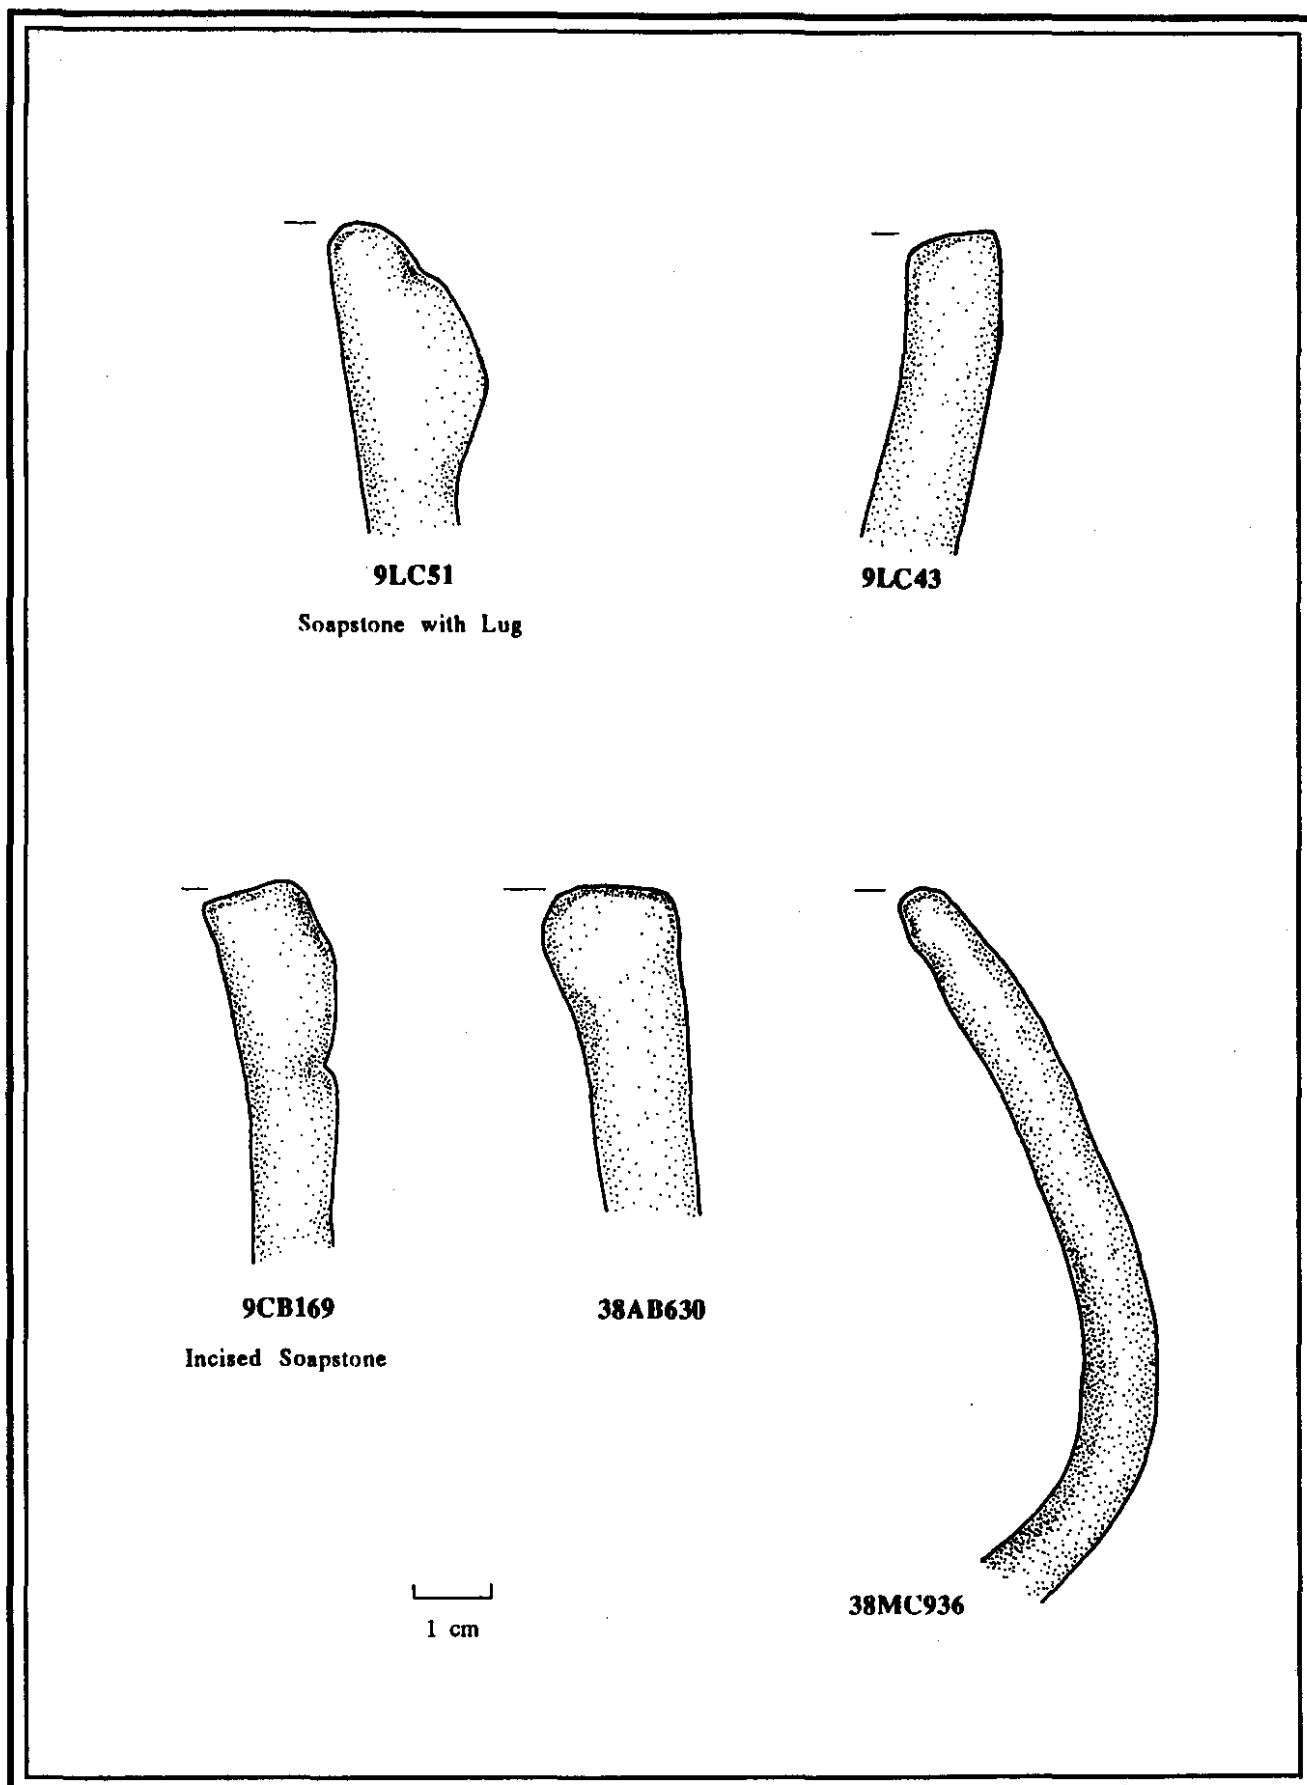 9LC51
Soapstone with Lug
9LC43
9CB169
Incised Soapstone
38AB630
38MC936
1 cm